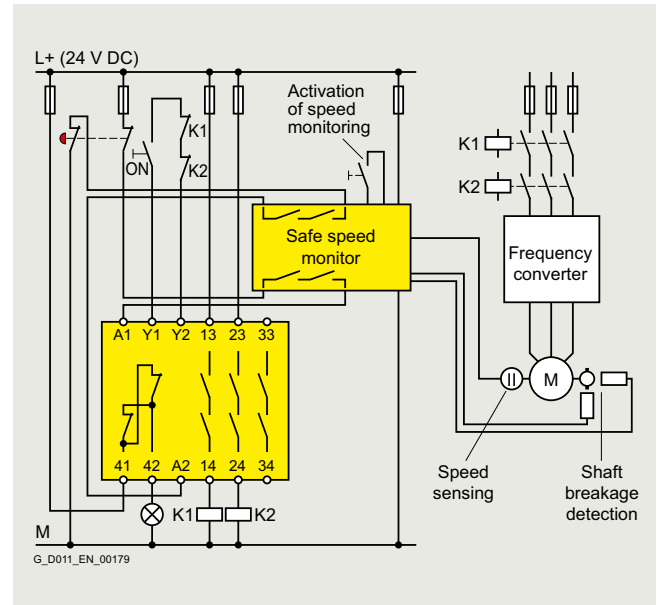 L+ (24 V DC)
Activation
of speed
monitoring
K1
K2
ON
K1
K2
Safe speed
monitor
Frequency
converter
A1 Y1 Y2 13 23 33
M
41 42 A2 14 24 34
Speed
sensing
Shaft
breakage
detection
K1
K2
M
G_D011_EN_00179